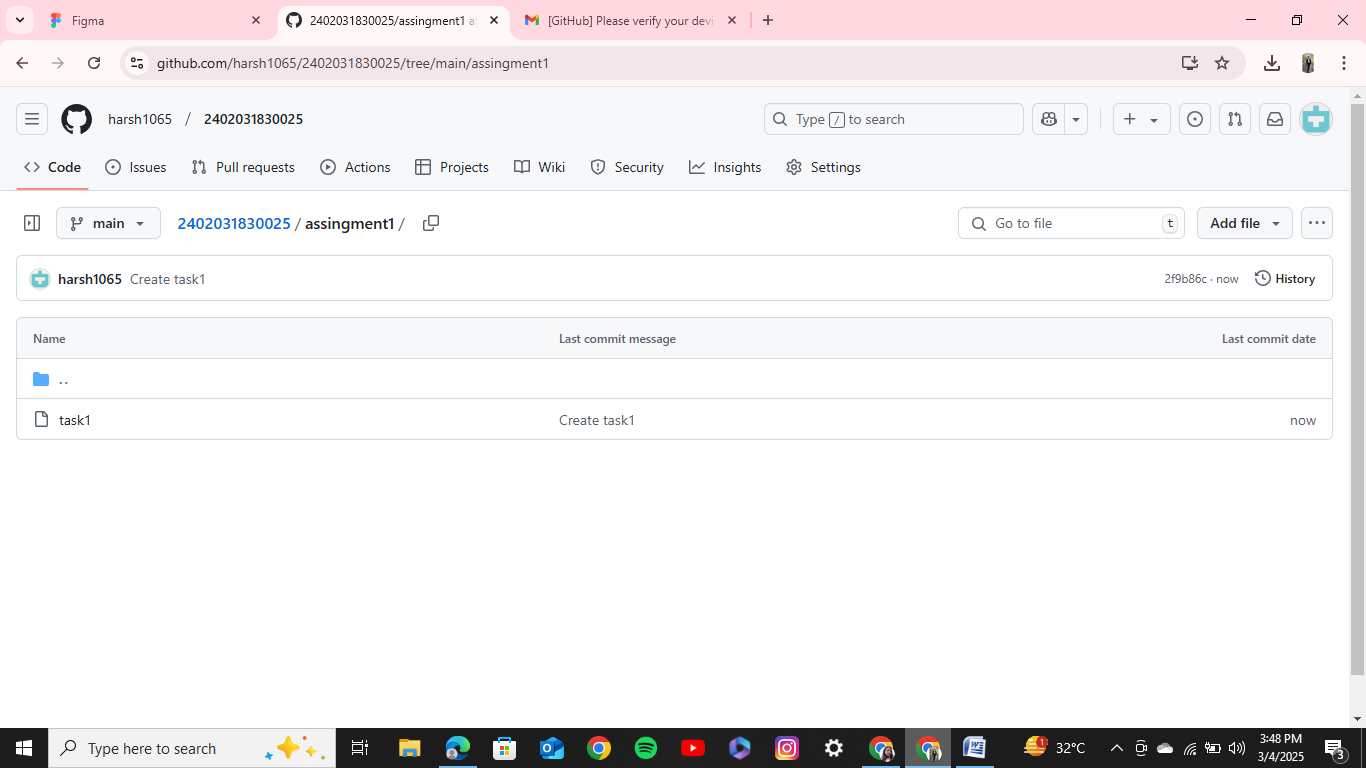 Figma
2402031830025/assingment1 a
[GitHub] Please verify your devi
github.com/harsh1065/2402031830025/tree/main/assingment1
harsh1065 / 2402031830025
Type / to search
Code Issues Pull requests Actions Projects Wiki Security Insights Settings
main 2402031830025 / assingment1 /
Go to file t Add file
harsh1065 Create task1 2f9b86c · now History
Name Last commit message Last commit date
..
task1 Create task1 now
Type here to search 1 32°C 3:48 PM
3/4/2025 3